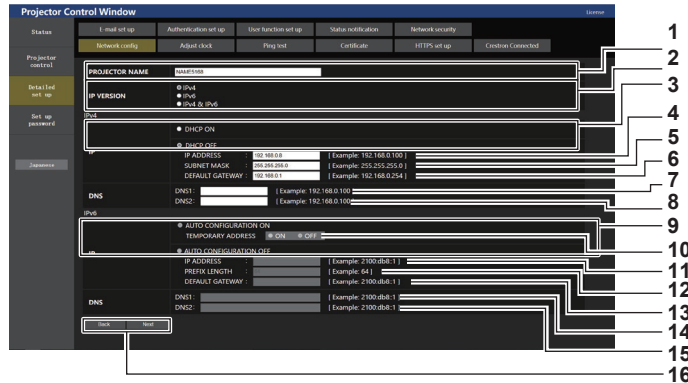 Projector Control Window
License
Status
E-mail set up
Authentication set up
User function set up
Status notification
Network security
Network config
Adjust clock
Ping test
Certificate
HTTPS set up
Crestron Connected
Projector
control
Detailed
set up
Set up
password
Japanese
PROJECTOR NAME
NAME5168
IP VERSION
IPv4
IPv6
IPv4 & IPv6
IPv4
IP
DHCP ON
DHCP OFF
IP ADDRESS : 192.168.0.8 [ Example: 192.168.0.100 ]
SUBNET MASK : 255.255.255.0 [ Example: 255.255.255.0 ]
DEFAULT GATEWAY : 192.168.0.1 [ Example: 192.168.0.254 ]
DNS
DNS1: [ Example: 192.168.0.100
DNS2: [ Example: 192.168.0.100
IPv6
IP
AUTO CONFIGURATION ON
TEMPORARY ADDRESS ON OFF
AUTO CONFIGURATION OFF
IP ADDRESS : [ Example: 2100:db8::1 ]
PREFIX LENGTH : [ Example: 64 ]
DEFAULT GATEWAY : [ Example: 2100:db8::1 ]
DNS
DNS1: [ Example: 2100:db8::1 ]
DNS2: [ Example: 2100:db8::1 ]
Back
Next
1
2
3
4
5
6
7
8
9
10
11
12
13
14
15
16